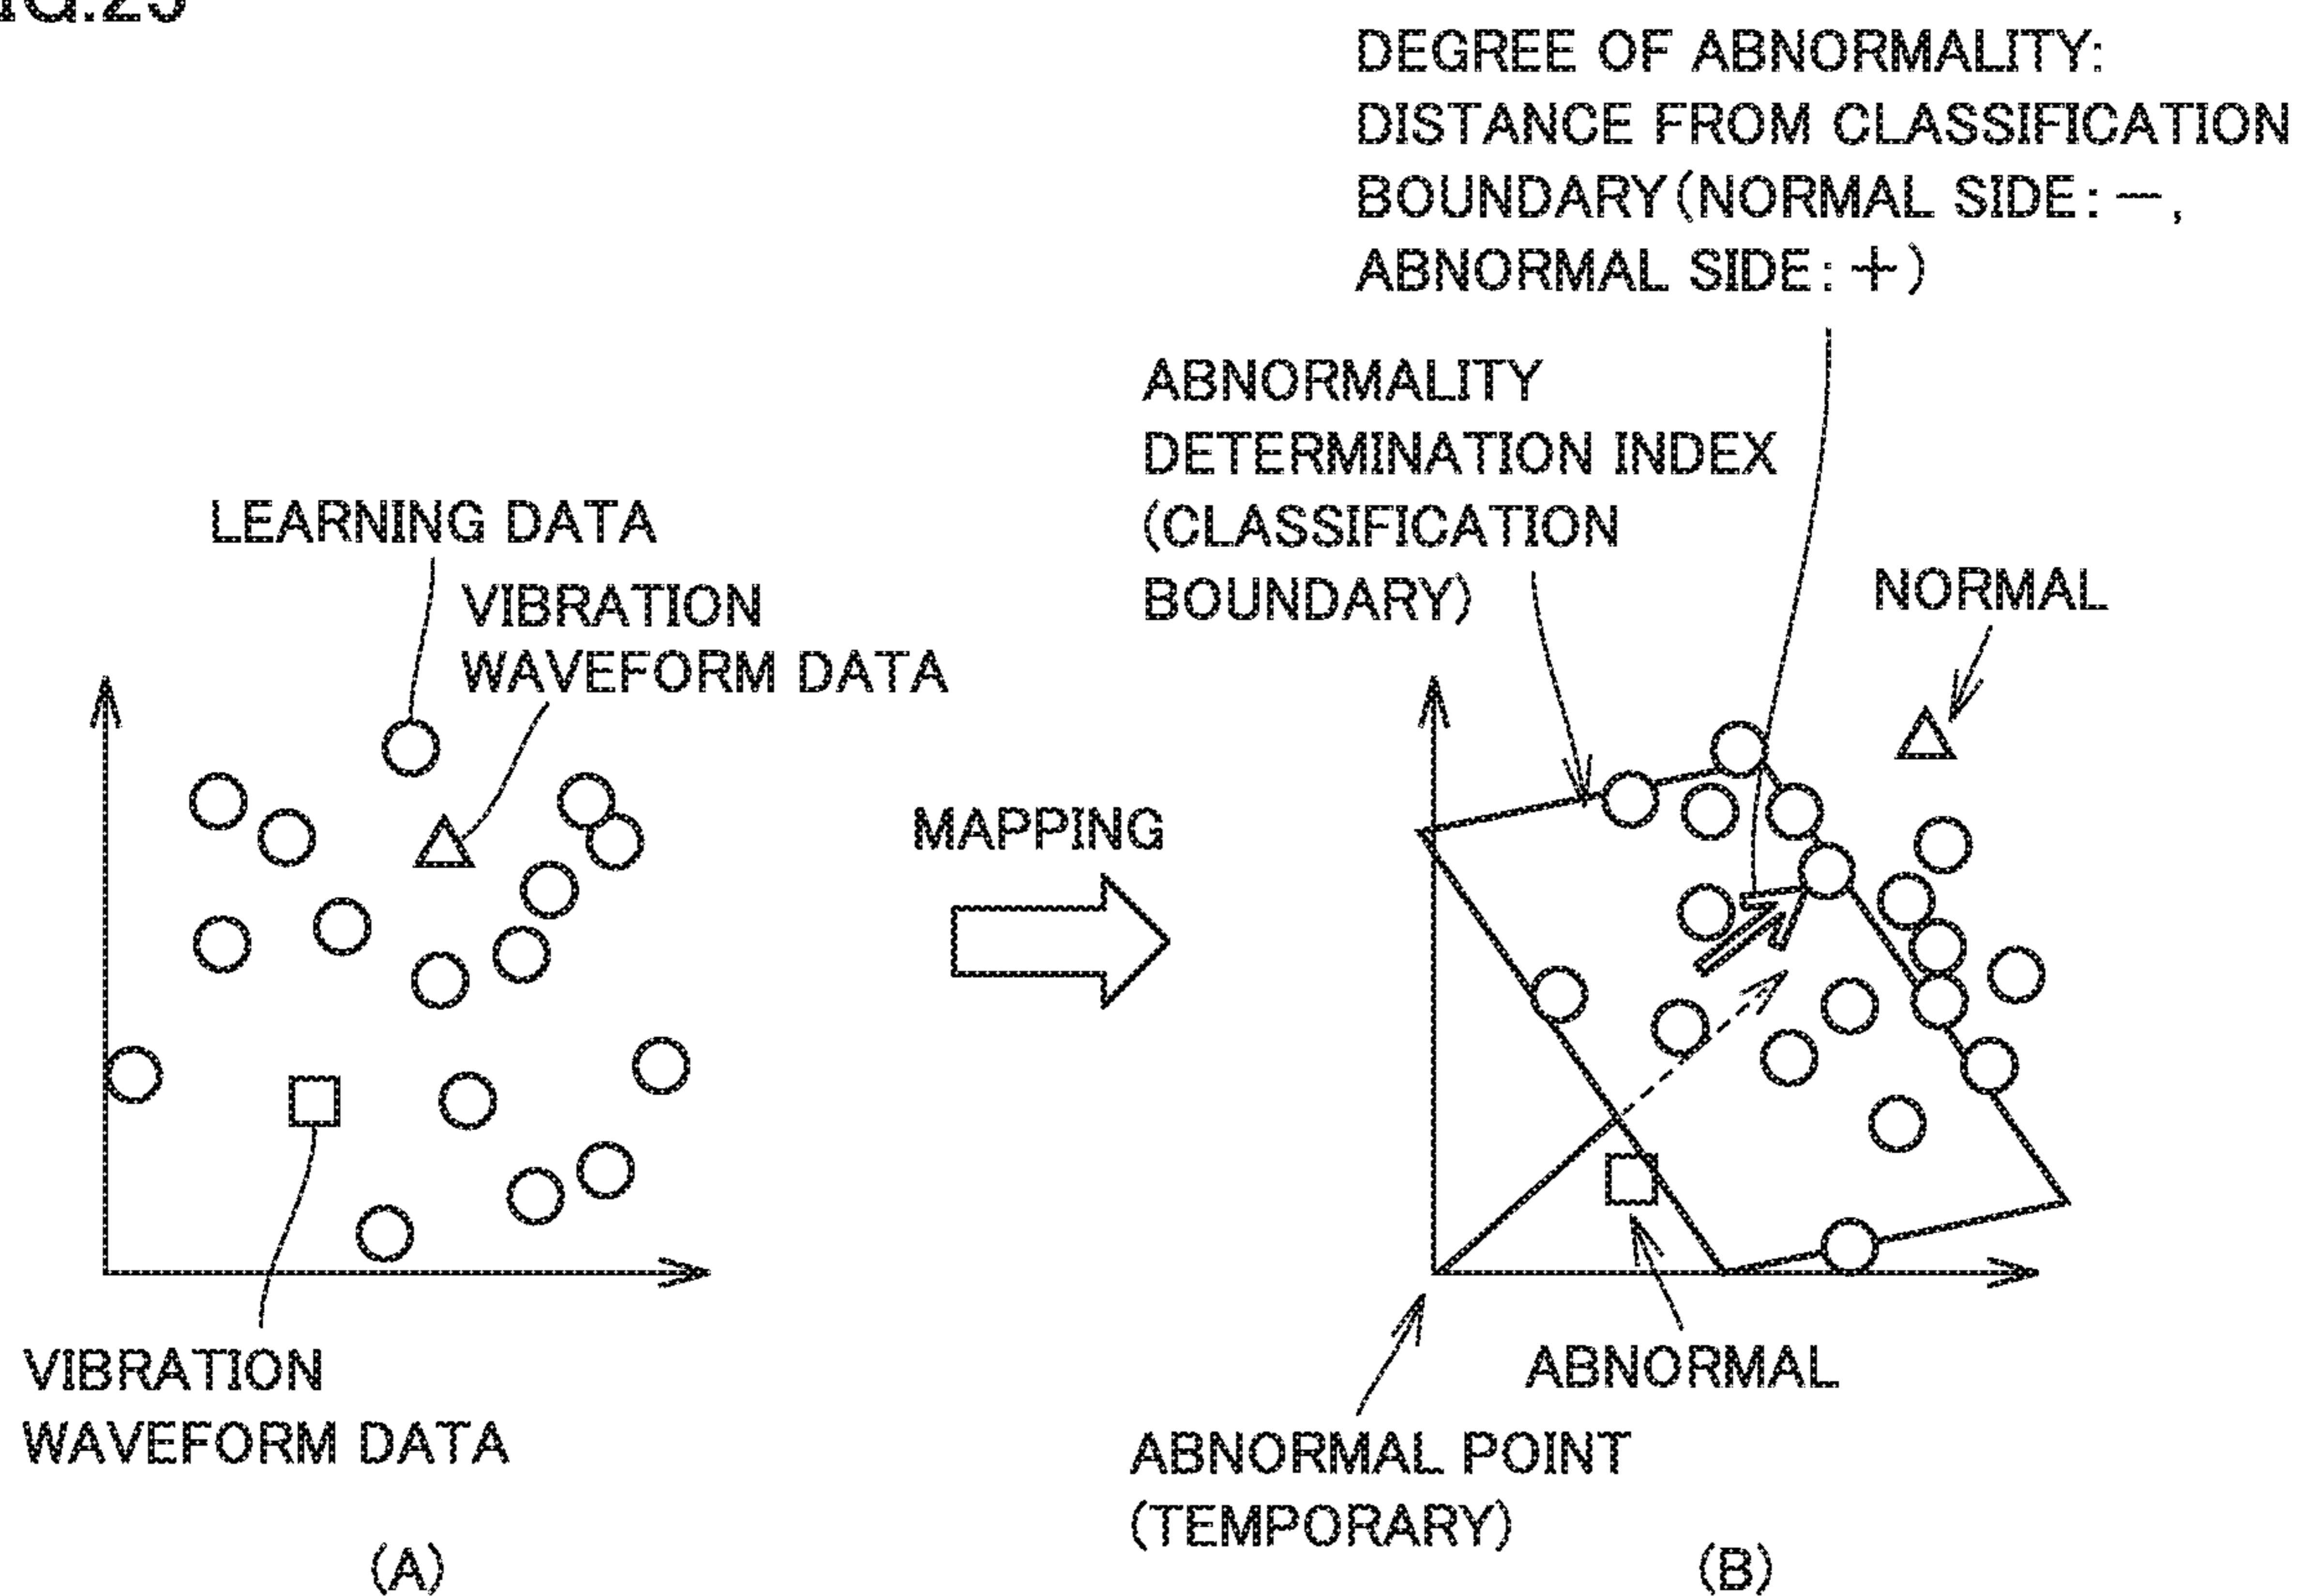 DEGREE OF ABNORMALITY:
DISTANCE FROM CLASSIFICATION
BOUNDARY(NORMAL SIDE:—,
ABNORMAL SIDE:+)
ABNORMALITY
DETERMINATION INDEX
(CLASSIFICATION
BOUNDARY)
LEARNING DATA
VIBRATION
WAVEFORM DATA
NORMAL
MAPPING
VIBRATION
WAVEFORM DATA
ABNORMAL
ABNORMAL POINT
(TEMPORARY)
(A)
(B)